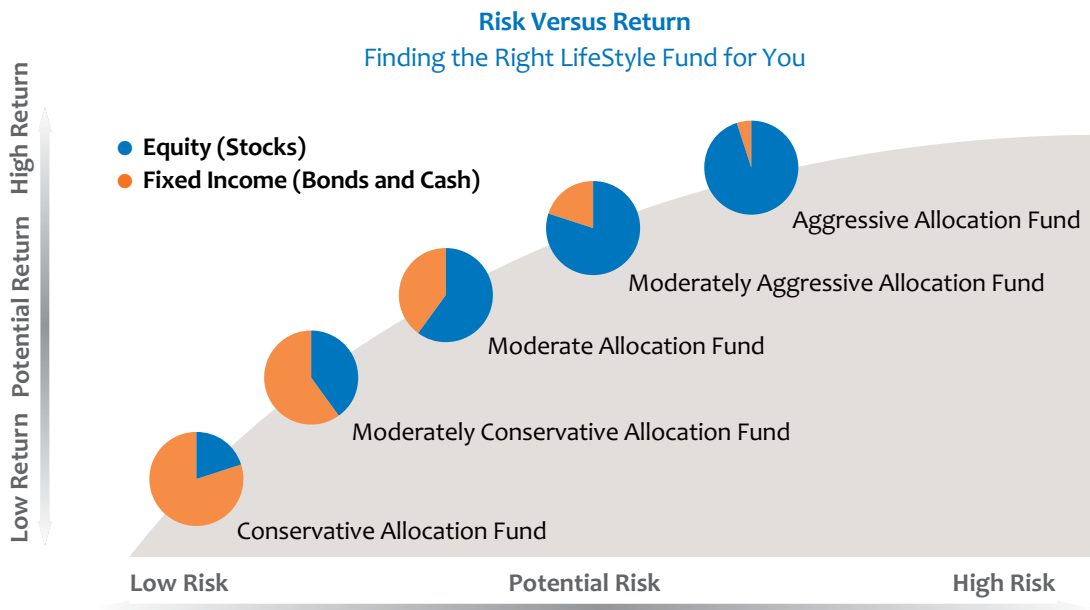 Risk Versus Return
Finding the Right LifeStyle Fund for You
High Return
Potential Return
Low Return
Equity (Stocks)
Fixed Income (Bonds and Cash)
Aggressive Allocation Fund
Moderately Aggressive Allocation Fund
Moderate Allocation Fund
Moderately Conservative Allocation Fund
Conservative Allocation Fund
Low Risk
Potential Risk
High Risk